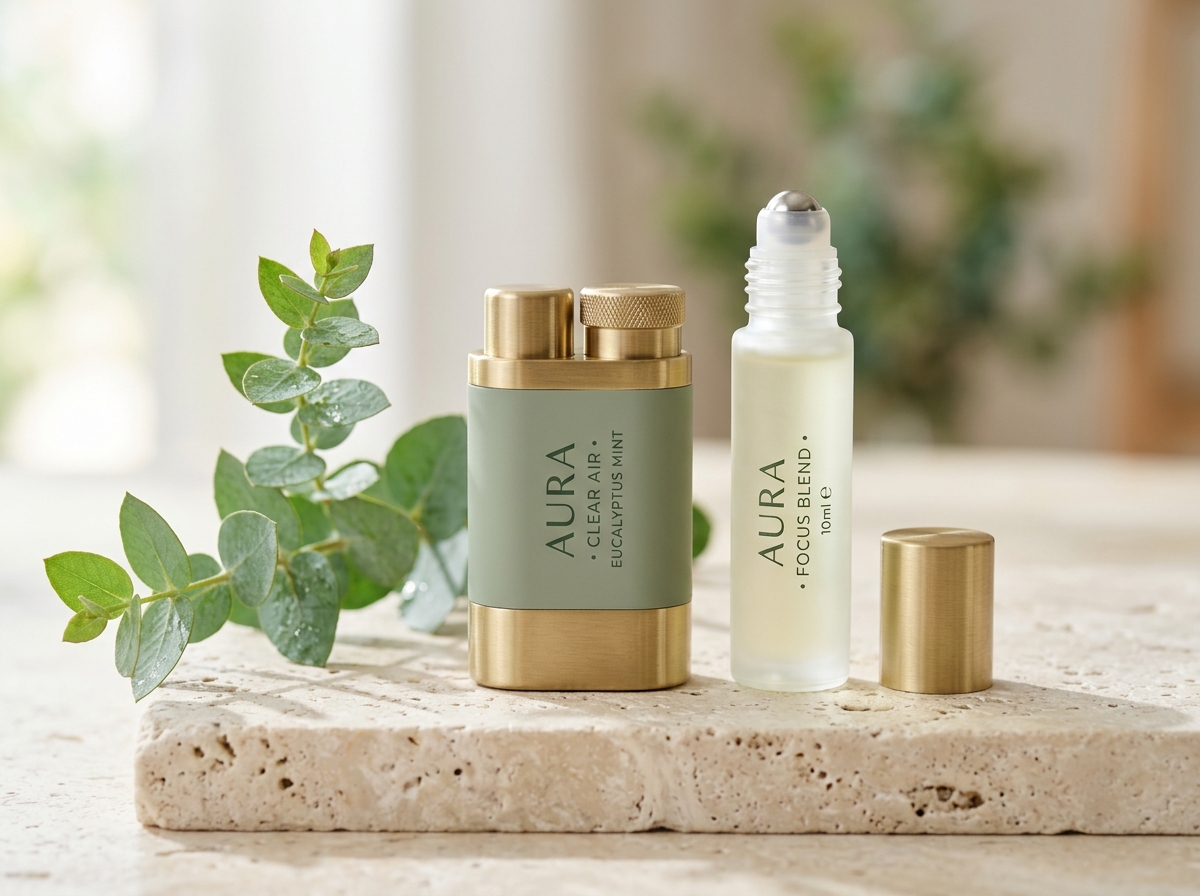 AURA
• CLEAR AIR •
EUCALYPTUS MINT
AURA
• FOCUS BLEND •
10ml ℮